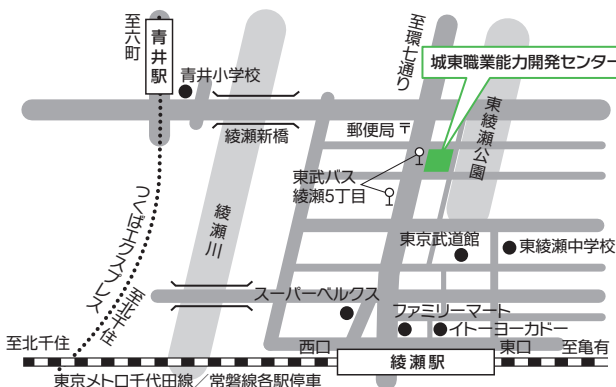 至六町
青井駅
青井小学校
至環七通り
城東職業能力開発センター
東綾瀬公園
綾瀬新橋
郵便局〒
東武バス
綾瀬5丁目
つくばエクスプレス
至北千住
綾瀬川
東京武道館
東綾瀬中学校
スーパーベルクス
ファミリーマート
イトーヨーカドー
至北千住
西口
綾瀬駅
東口
至亀有
東京メトロ千代田線／常磐線各駅停車